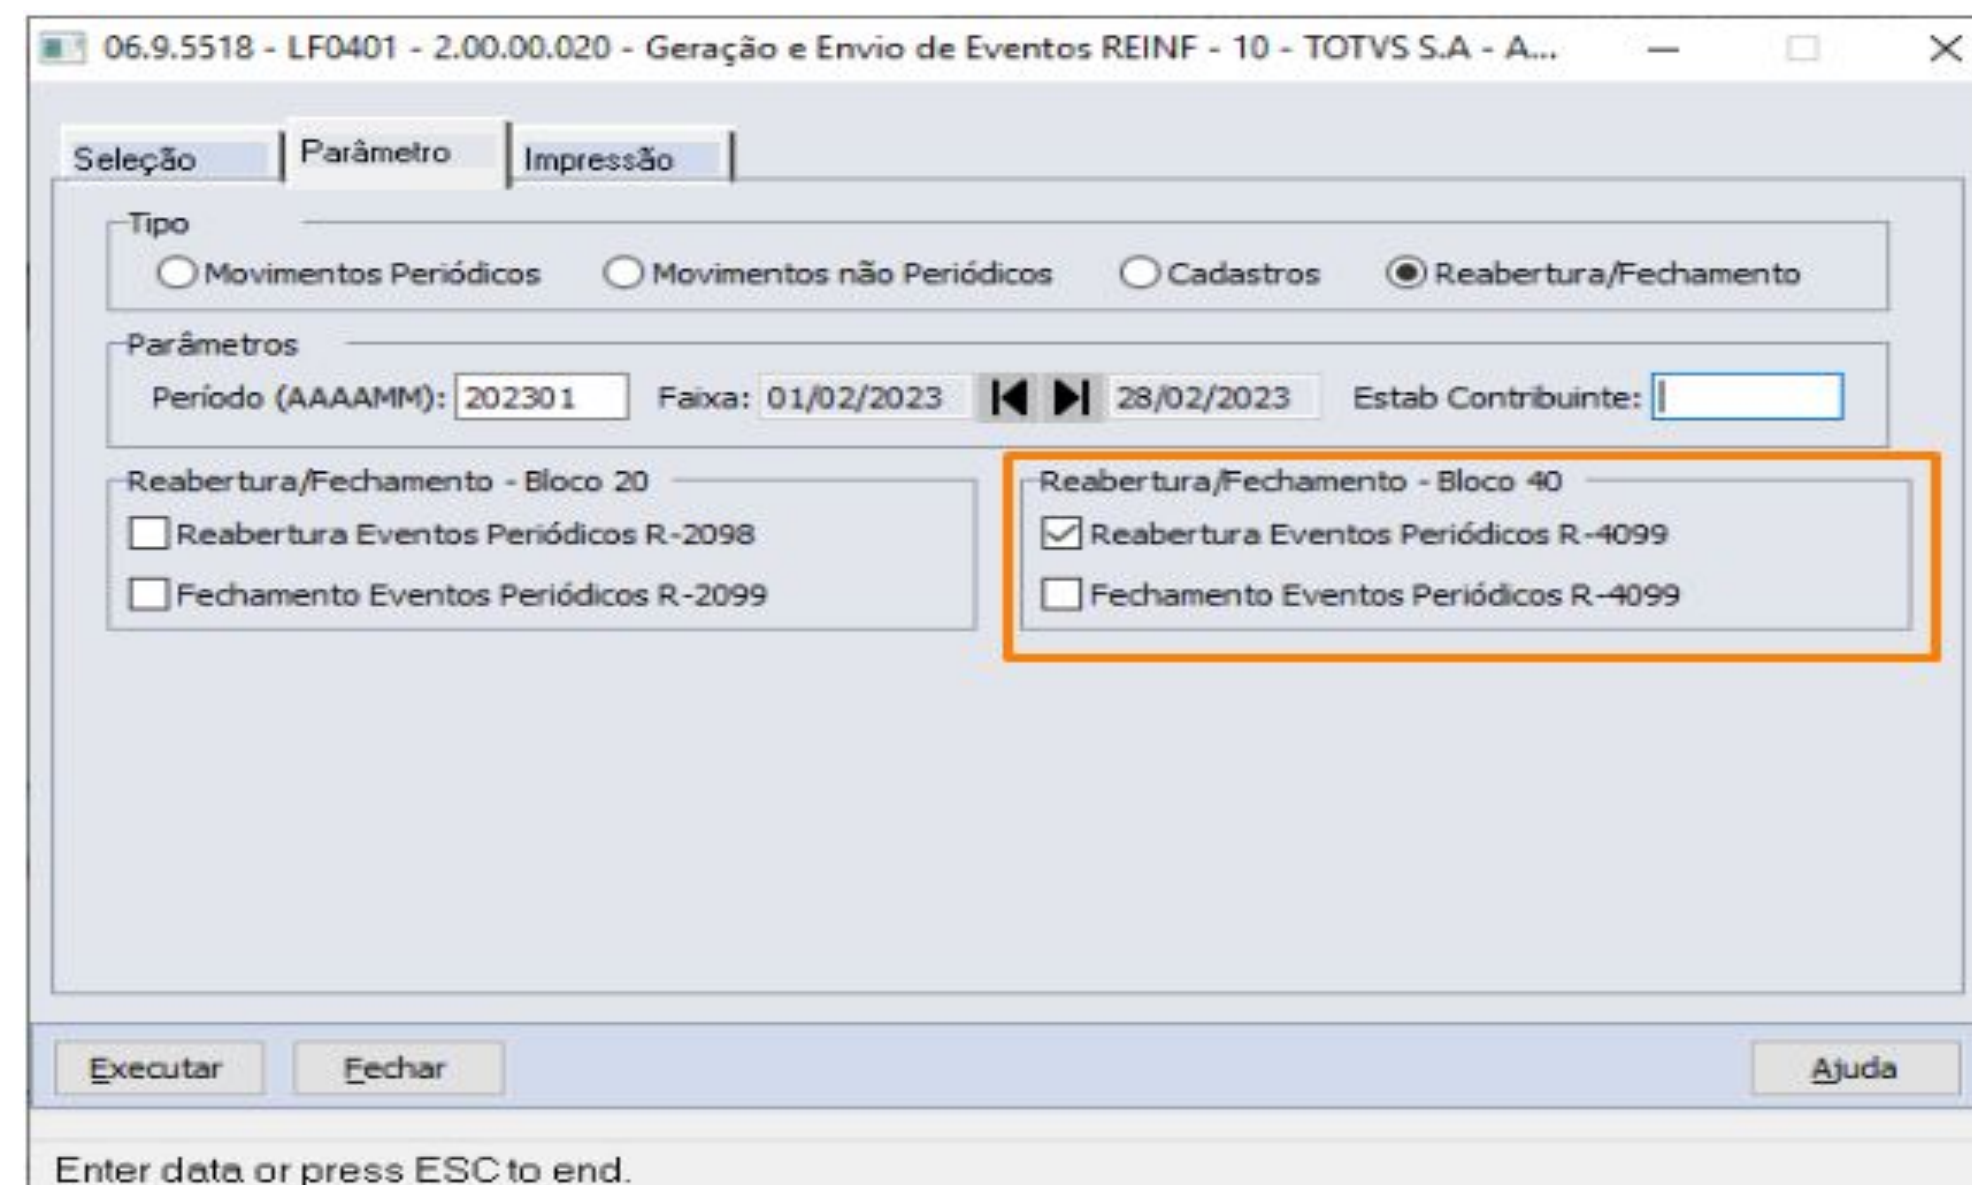 06.9.5518 - LF0401 - 2.00.00.020 - Geração e Envio de Eventos REINF - 10 - TOTVS S.A - A...
Seleção Parâmetro Impressão
Tipo
Movimentos Periódicos Movimentos não Periódicos Cadastros Reabertura/Fechamento
Parâmetros
Período (AAAAMM): 202301 Faixa: 01/02/2023 28/02/2023 Estab Contribuinte:
Reabertura/Fechamento - Bloco 20 Reabertura/Fechamento - Bloco 40
Reabertura Eventos Periódicos R-2098 Reabertura Eventos Periódicos R-4099
Fechamento Eventos Periódicos R-2099 Fechamento Eventos Periódicos R-4099
Executar Fechar Ajuda
Enter data or press ESC to end.